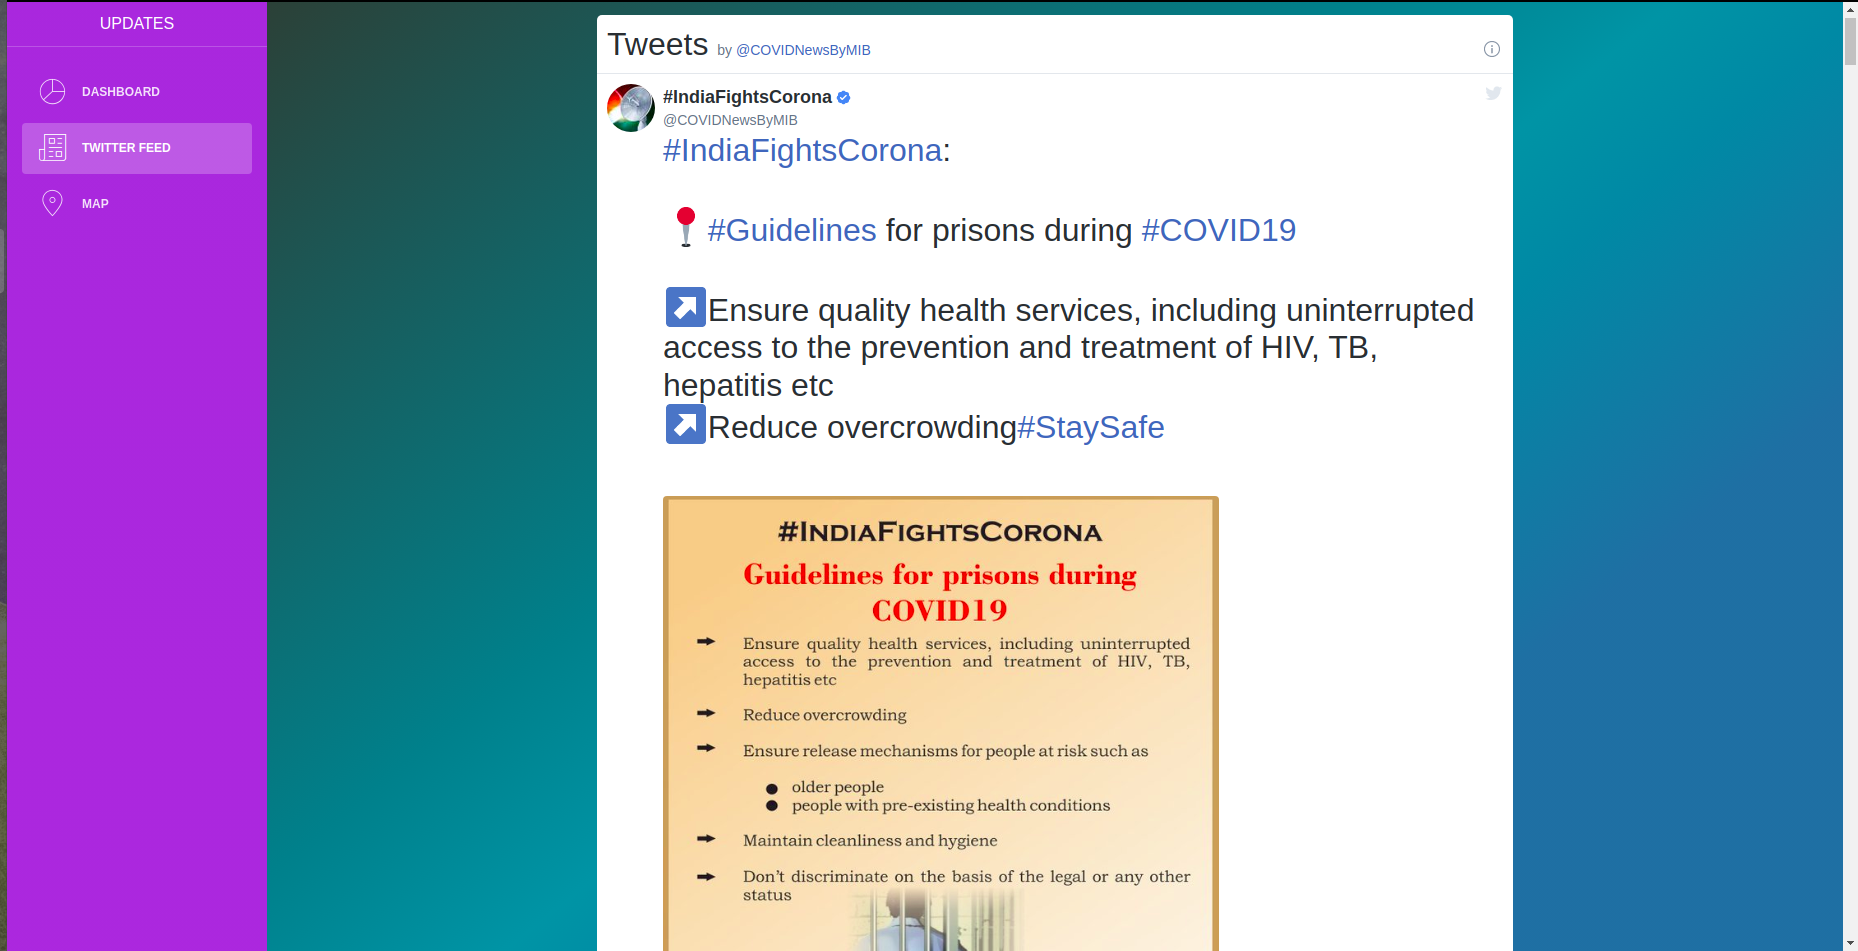 UPDATES
DASHBOARD
TWITTER FEED
MAP
Tweets by @COVIDNewsByMIB
#IndiaFightsCorona
@COVIDNewsByMIB
#IndiaFightsCorona:
#Guidelines for prisons during #COVID19
Ensure quality health services, including uninterrupted
access to the prevention and treatment of HIV, TB,
hepatitis etc
Reduce overcrowding#StaySafe
#IndiaFightsCorona
Guidelines for prisons during
COVID19
Ensure quality health services, including uninterrupted
access to the prevention and treatment of HIV, TB,
hepatitis etc
Reduce overcrowding
Ensure release mechanisms for people at risk such as
older people
people with pre-existing health conditions
Maintain cleanliness and hygiene
Don't discriminate on the basis of the legal or any other
status